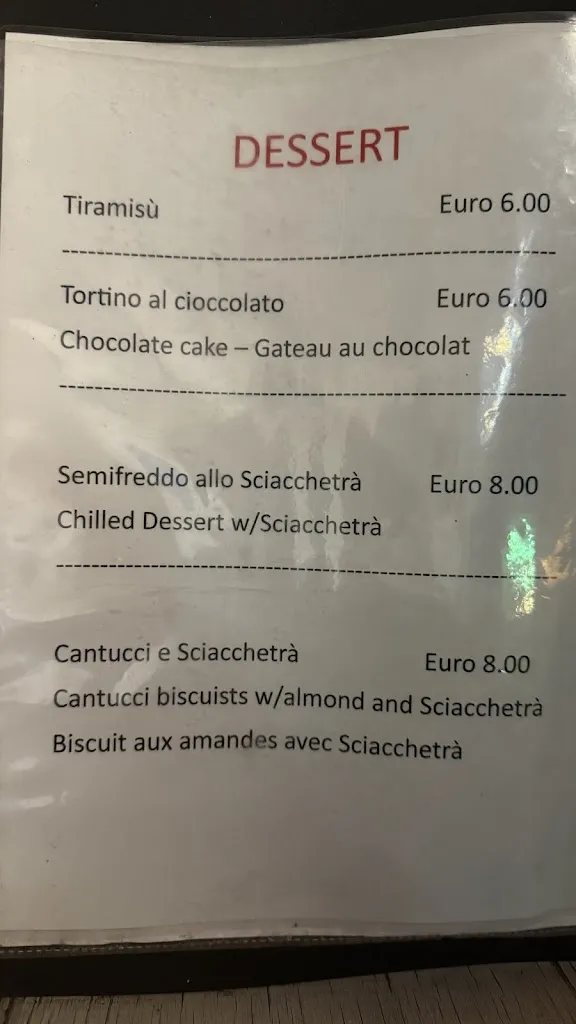 DESSERT
Tiramisù Euro 6.00
--------------------------------------------------------
Tortino al cioccolato Euro 6.00
Chocolate cake – Gateau au chocolat
--------------------------------------------------------
Semifreddo allo Sciacchetrà Euro 8.00
Chilled Dessert w/Sciacchetrà
--------------------------------------------------------
Cantucci e Sciacchetrà Euro 8.00
Cantucci biscuists w/almond and Sciacchetrà
Biscuit aux amandes avec Sciacchetrà